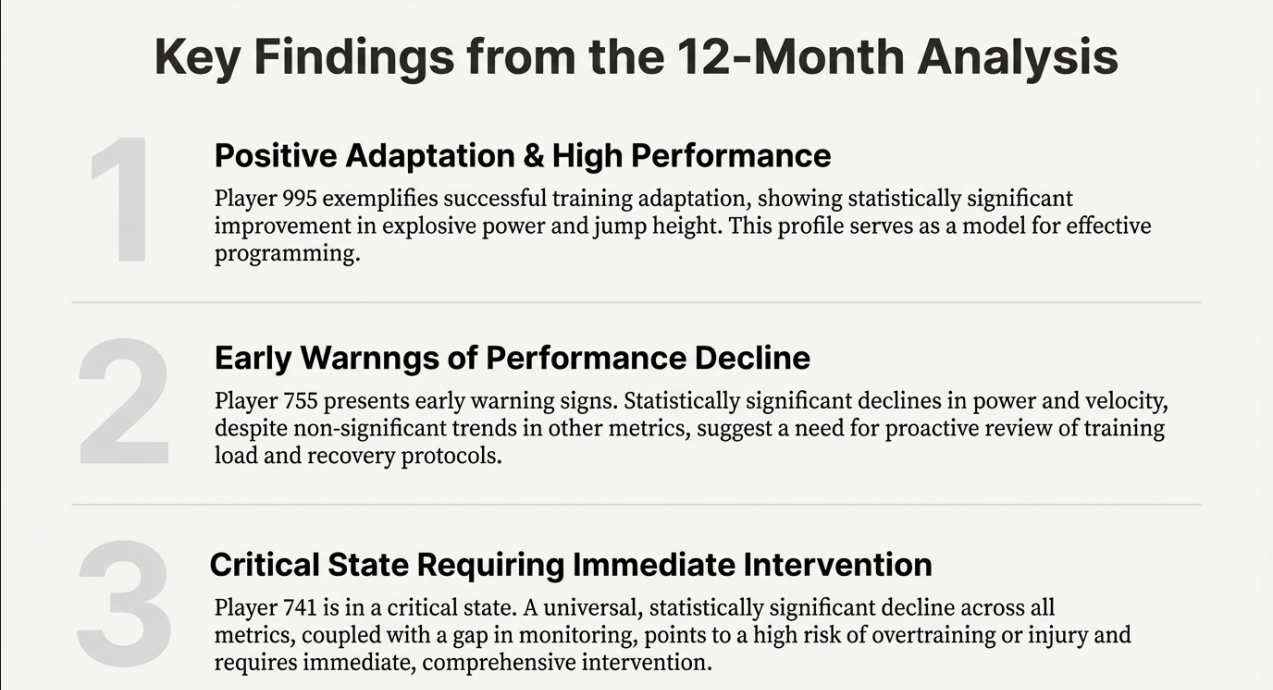 Key Findings from the 12-Month Analysis
1
Positive Adaptation & High Performance
Player 995 exemplifies successful training adaptation, showing statistically significant
improvement in explosive power and jump height. This profile serves as a model for effective
programming.
2
Early Warnngs of Performance Decline
Player 755 presents early warning signs. Statistically significant declines in power and velocity,
despite non-significant trends in other metrics, suggest a need for proactive review of training
load and recovery protocols.
3
Critical State Requiring Immediate Intervention
Player 741 is in a critical state. A universal, statistically significant decline across all
metrics, coupled with a gap in monitoring, points to a high risk of overtraining or injury and
requires immediate, comprehensive intervention.